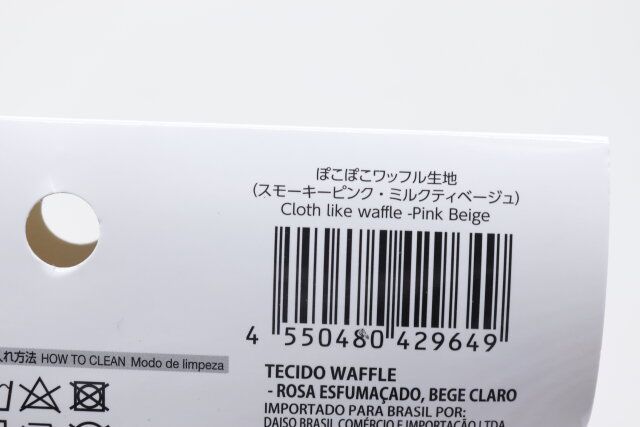 ぽこぽこワッフル生地
（スモーキーピンク・ミルクティベージュ）
Cloth like waffle -Pink Beige
4 550480 429649
入れ方法 HOW TO CLEAN Modo de limpeza
TECIDO WAFFLE
- ROSA ESFUMAÇADO, BEGE CLARO
IMPORTADO PARA BRASIL POR:
DAISO BRASIL COMÉRCIO E IMPORTAÇÃO LTDA